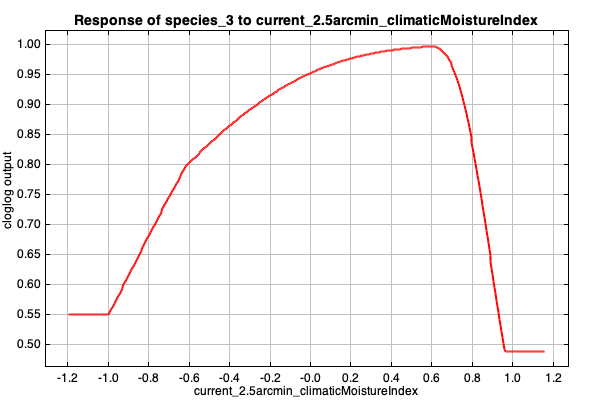 Response of species_3 to current_2.5arcmin_climaticMoistureIndex
1.00
0.95
0.90
0.85
0.80
0.75
0.70
0.65
0.60
0.55
0.50
cloglog output
-1.2 -1.0 -0.8 -0.6 -0.4 -0.2 -0.0 0.2 0.4 0.6 0.8 1.0 1.2
current_2.5arcmin_climaticMoistureIndex